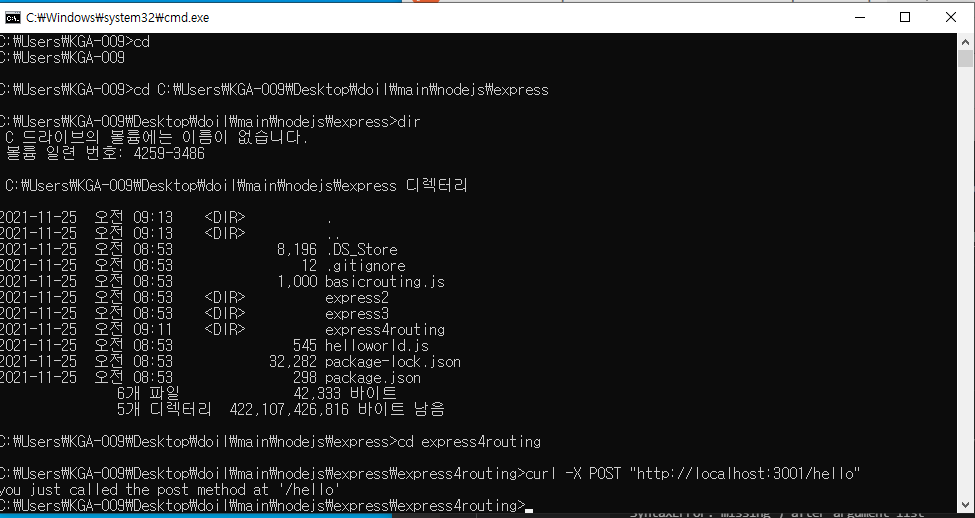 C:\Windows\system32\cmd.exe
C:₩Users₩KGA-009>cd
C:₩Users₩KGA-009
C:₩Users₩KGA-009>cd C:₩Users₩KGA-009₩Desktop₩doil₩main₩nodejs₩express
C:₩Users₩KGA-009₩Desktop₩doil₩main₩nodejs₩express>dir
C 드라이브의 볼륨에는 이름이 없습니다.
볼륨 일련 번호: 4259-3486
C:₩Users₩KGA-009₩Desktop₩doil₩main₩nodejs₩express 디렉터리
2021-11-25 오전 09:13 <DIR> .
2021-11-25 오전 09:13 <DIR> ..
2021-11-25 오전 08:53 8,196 .DS_Store
2021-11-25 오전 08:53 12 .gitignore
2021-11-25 오전 08:53 1,000 basicrouting.js
2021-11-25 오전 08:53 <DIR> express2
2021-11-25 오전 08:53 <DIR> express3
2021-11-25 오전 09:11 <DIR> express4routing
2021-11-25 오전 08:53 545 helloworld.js
2021-11-25 오전 08:53 32,282 package-lock.json
2021-11-25 오전 08:53 298 package.json
6개 파일 42,333 바이트
5개 디렉터리 422,107,426,816 바이트 남음
C:₩Users₩KGA-009₩Desktop₩doil₩main₩nodejs₩express>cd express4routing
C:₩Users₩KGA-009₩Desktop₩doil₩main₩nodejs₩express₩express4routing>curl -X POST "http://localhost:3001/hello"
you just called the post method at '/hello'
C:₩Users₩KGA-009₩Desktop₩doil₩main₩nodejs₩express₩express4routing>
SyntaxError: missing ) after argument list